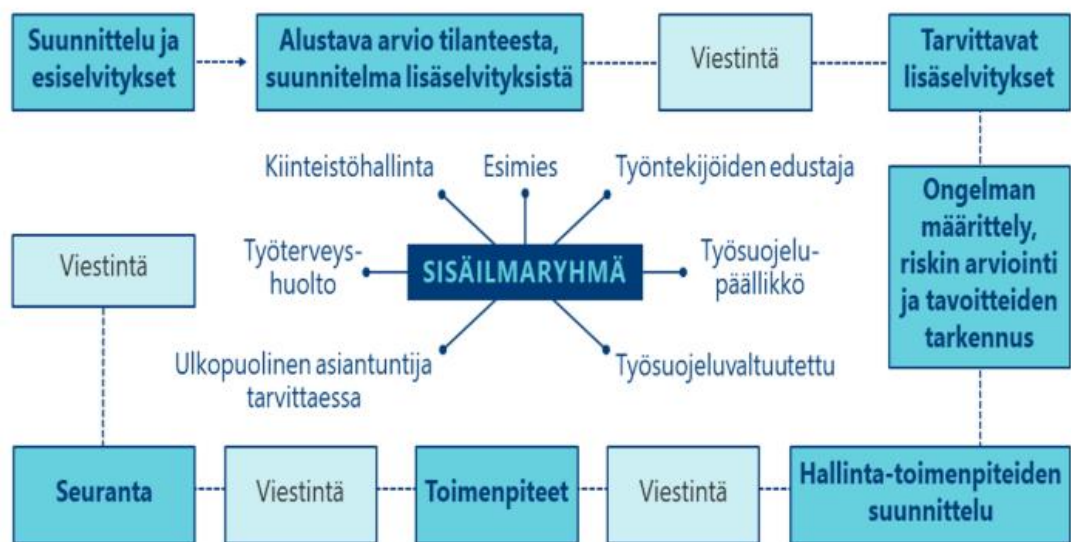 Suunnittelu ja
esiselvitykset
Alustava arvio tilanteesta,
suunnitelma lisäselvityksistä
Viestintä
Tarvittavat
lisäselvitykset
Kiinteistöhallinta
Esimies
Työntekijöiden edustaja
Ongelman
määrittely,
riskin arviointi
ja tavoitteiden
tarkennus
Viestintä
Työterveys-
huolto
SISÄILMARYHMÄ
Työsuojelu-
päällikkö
Ulkopuolinen asiantuntija
tarvittaessa
Työsuojeluvaltuutettu
Seuranta
Viestintä
Toimenpiteet
Viestintä
Hallinta-toimenpiteiden
suunnittelu